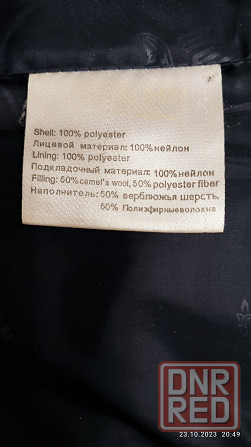 Shell: 100% polyester
Лицевой материал: 100%нейлон
Lining: 100% polyester
Подкладочный материал: 100%нейлон
Filling: 50%camel's wool, 50% polyester fiber
Наполнитель: 50% верблюжья шерсть,
50% Полиэфирныеволокна
DNR
RED
23.10.2023 20:49